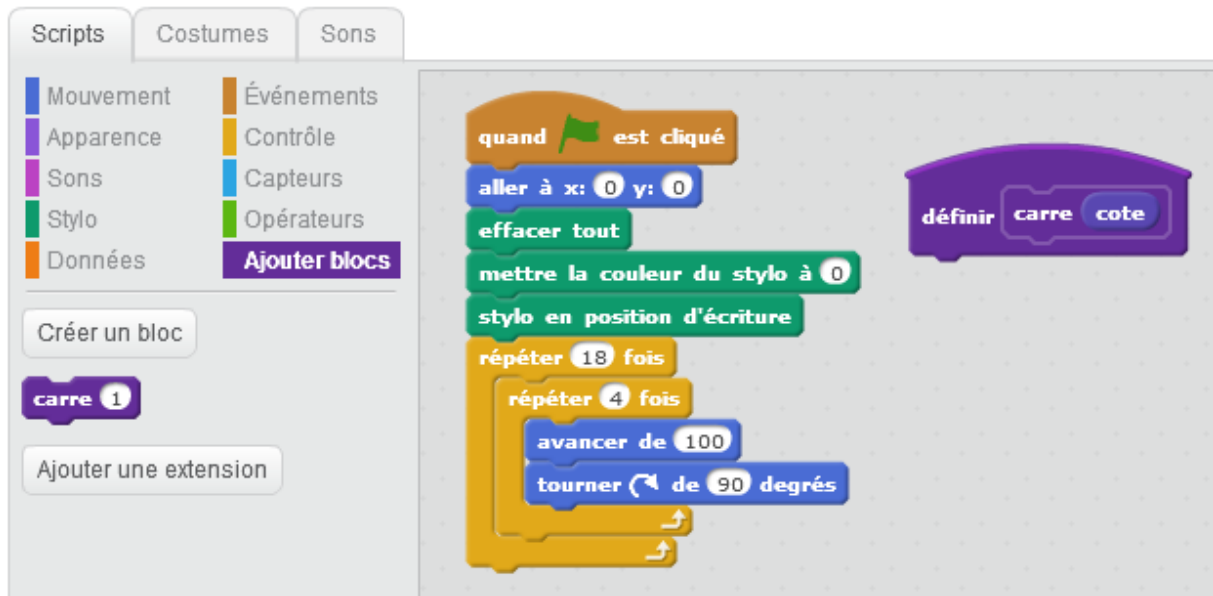 Scripts Costumes Sons
Mouvement Événements
Apparence Contrôle
Sons Capteurs
Stylo Opérateurs
Données Ajouter blocs
Créer un bloc
carre 1
Ajouter une extension
quand est cliqué
aller à x: 0 y: 0
effacer tout
mettre la couleur du stylo à 0
stylo en position d'écriture
répéter 18 fois
répéter 4 fois
avancer de 100
tourner de 90 degrés
définir carre cote